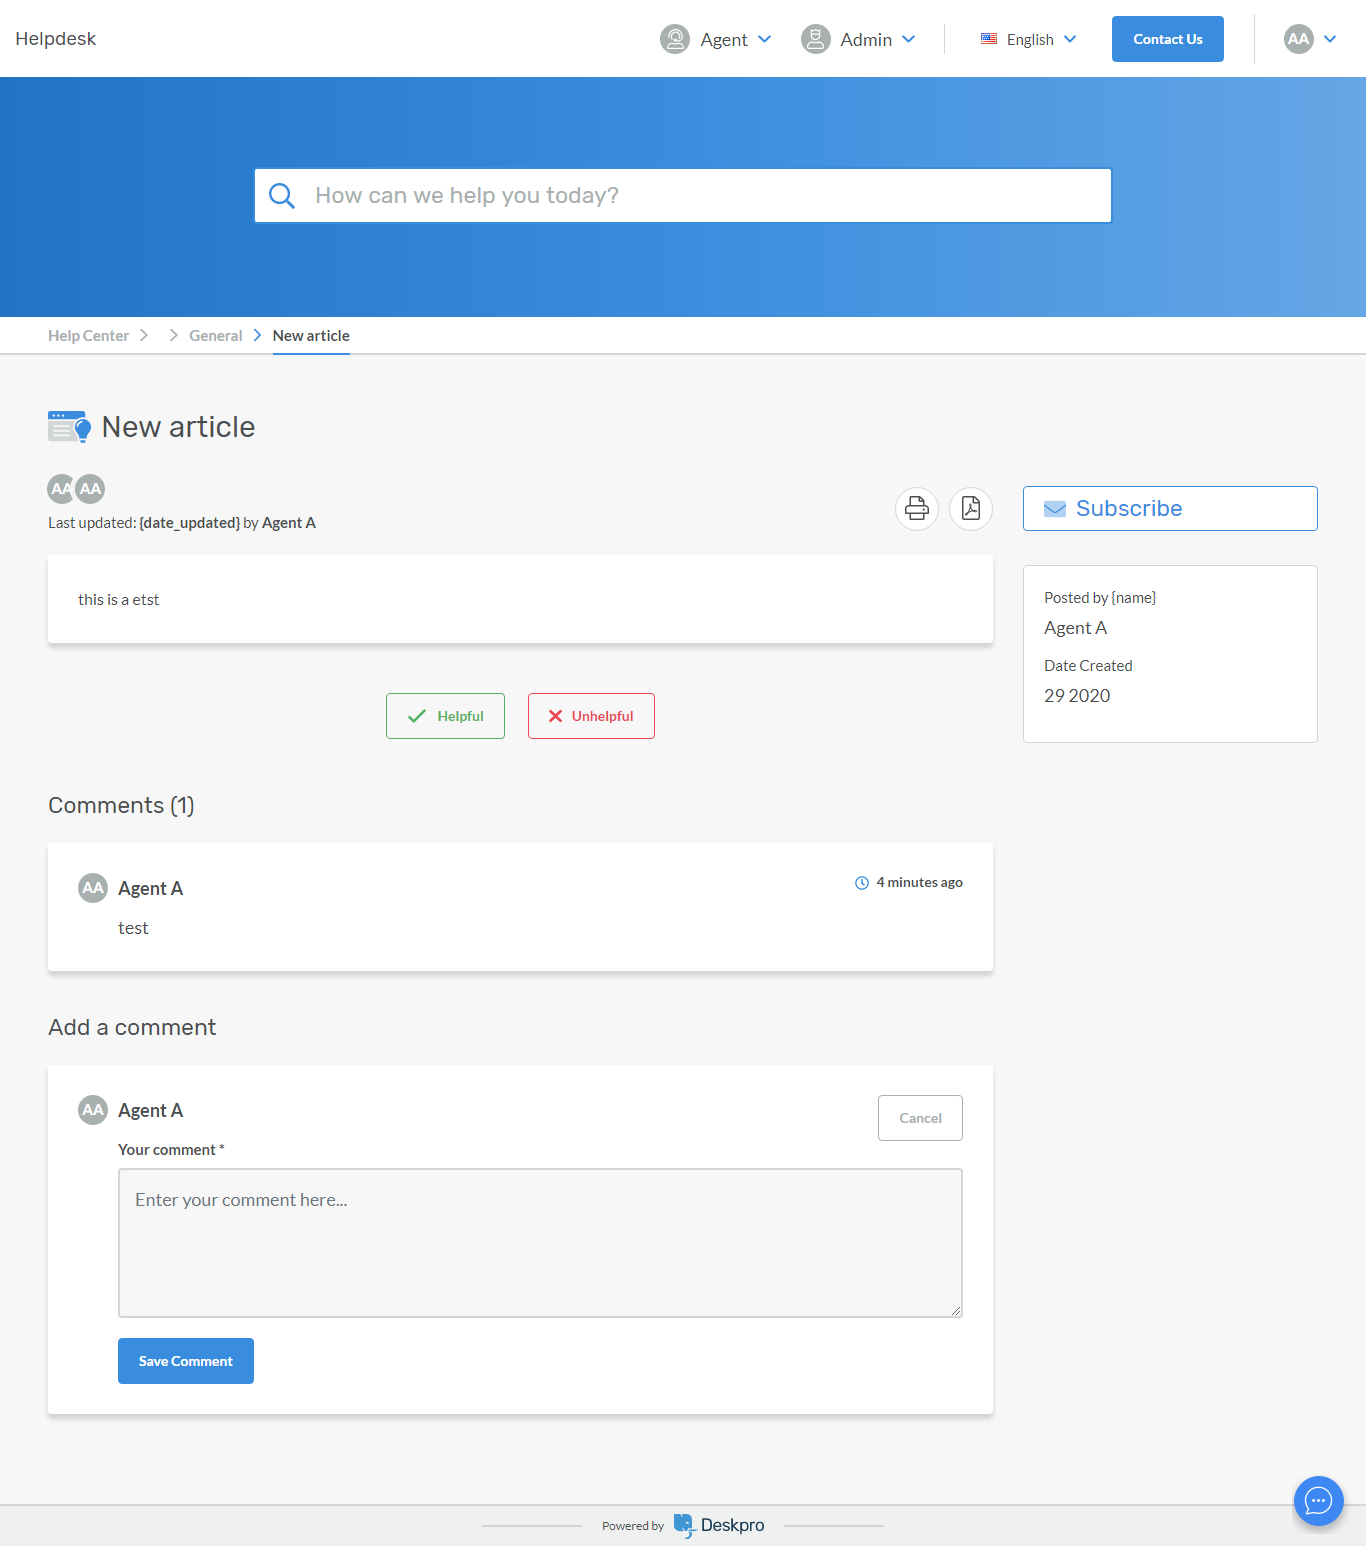 Helpdesk
Agent
Admin
English
Contact Us
AA
How can we help you today?
Help Center
General
New article
New article
AA AA
Last updated: {date_updated} by Agent A
Subscribe
this is a etst
Posted by {name}
Agent A
Date Created
29 2020
Helpful
Unhelpful
Comments (1)
AA Agent A
4 minutes ago
test
Add a comment
AA Agent A
Cancel
Your comment *
Enter your comment here...
Save Comment
Powered by Deskpro